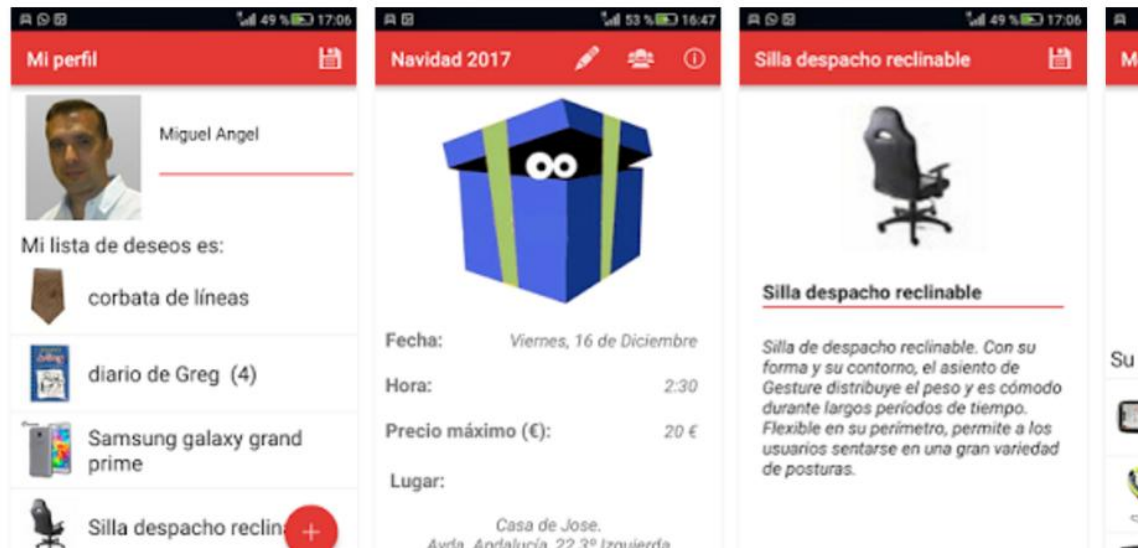 49 % 17:06
Mi perfil
Miguel Angel
Mi lista de deseos es:
corbata de líneas
diario de Greg (4)
Samsung galaxy grand
prime
Silla despacho reclin
+
53 % 16:47
Navidad 2017
Fecha: Viernes, 16 de Diciembre
Hora: 2:30
Precio máximo (€): 20 €
Lugar:
Casa de Jose.
Avda. Andalucía, 22 3º Izquierda
49 % 17:06
Silla despacho reclinable
Silla despacho reclinable
Silla de despacho reclinable. Con su
forma y su contorno, el asiento de
Gesture distribuye el peso y es cómodo
durante largos períodos de tiempo.
Flexible en su perímetro, permite a los
usuarios sentarse en una gran variedad
de posturas.
Su